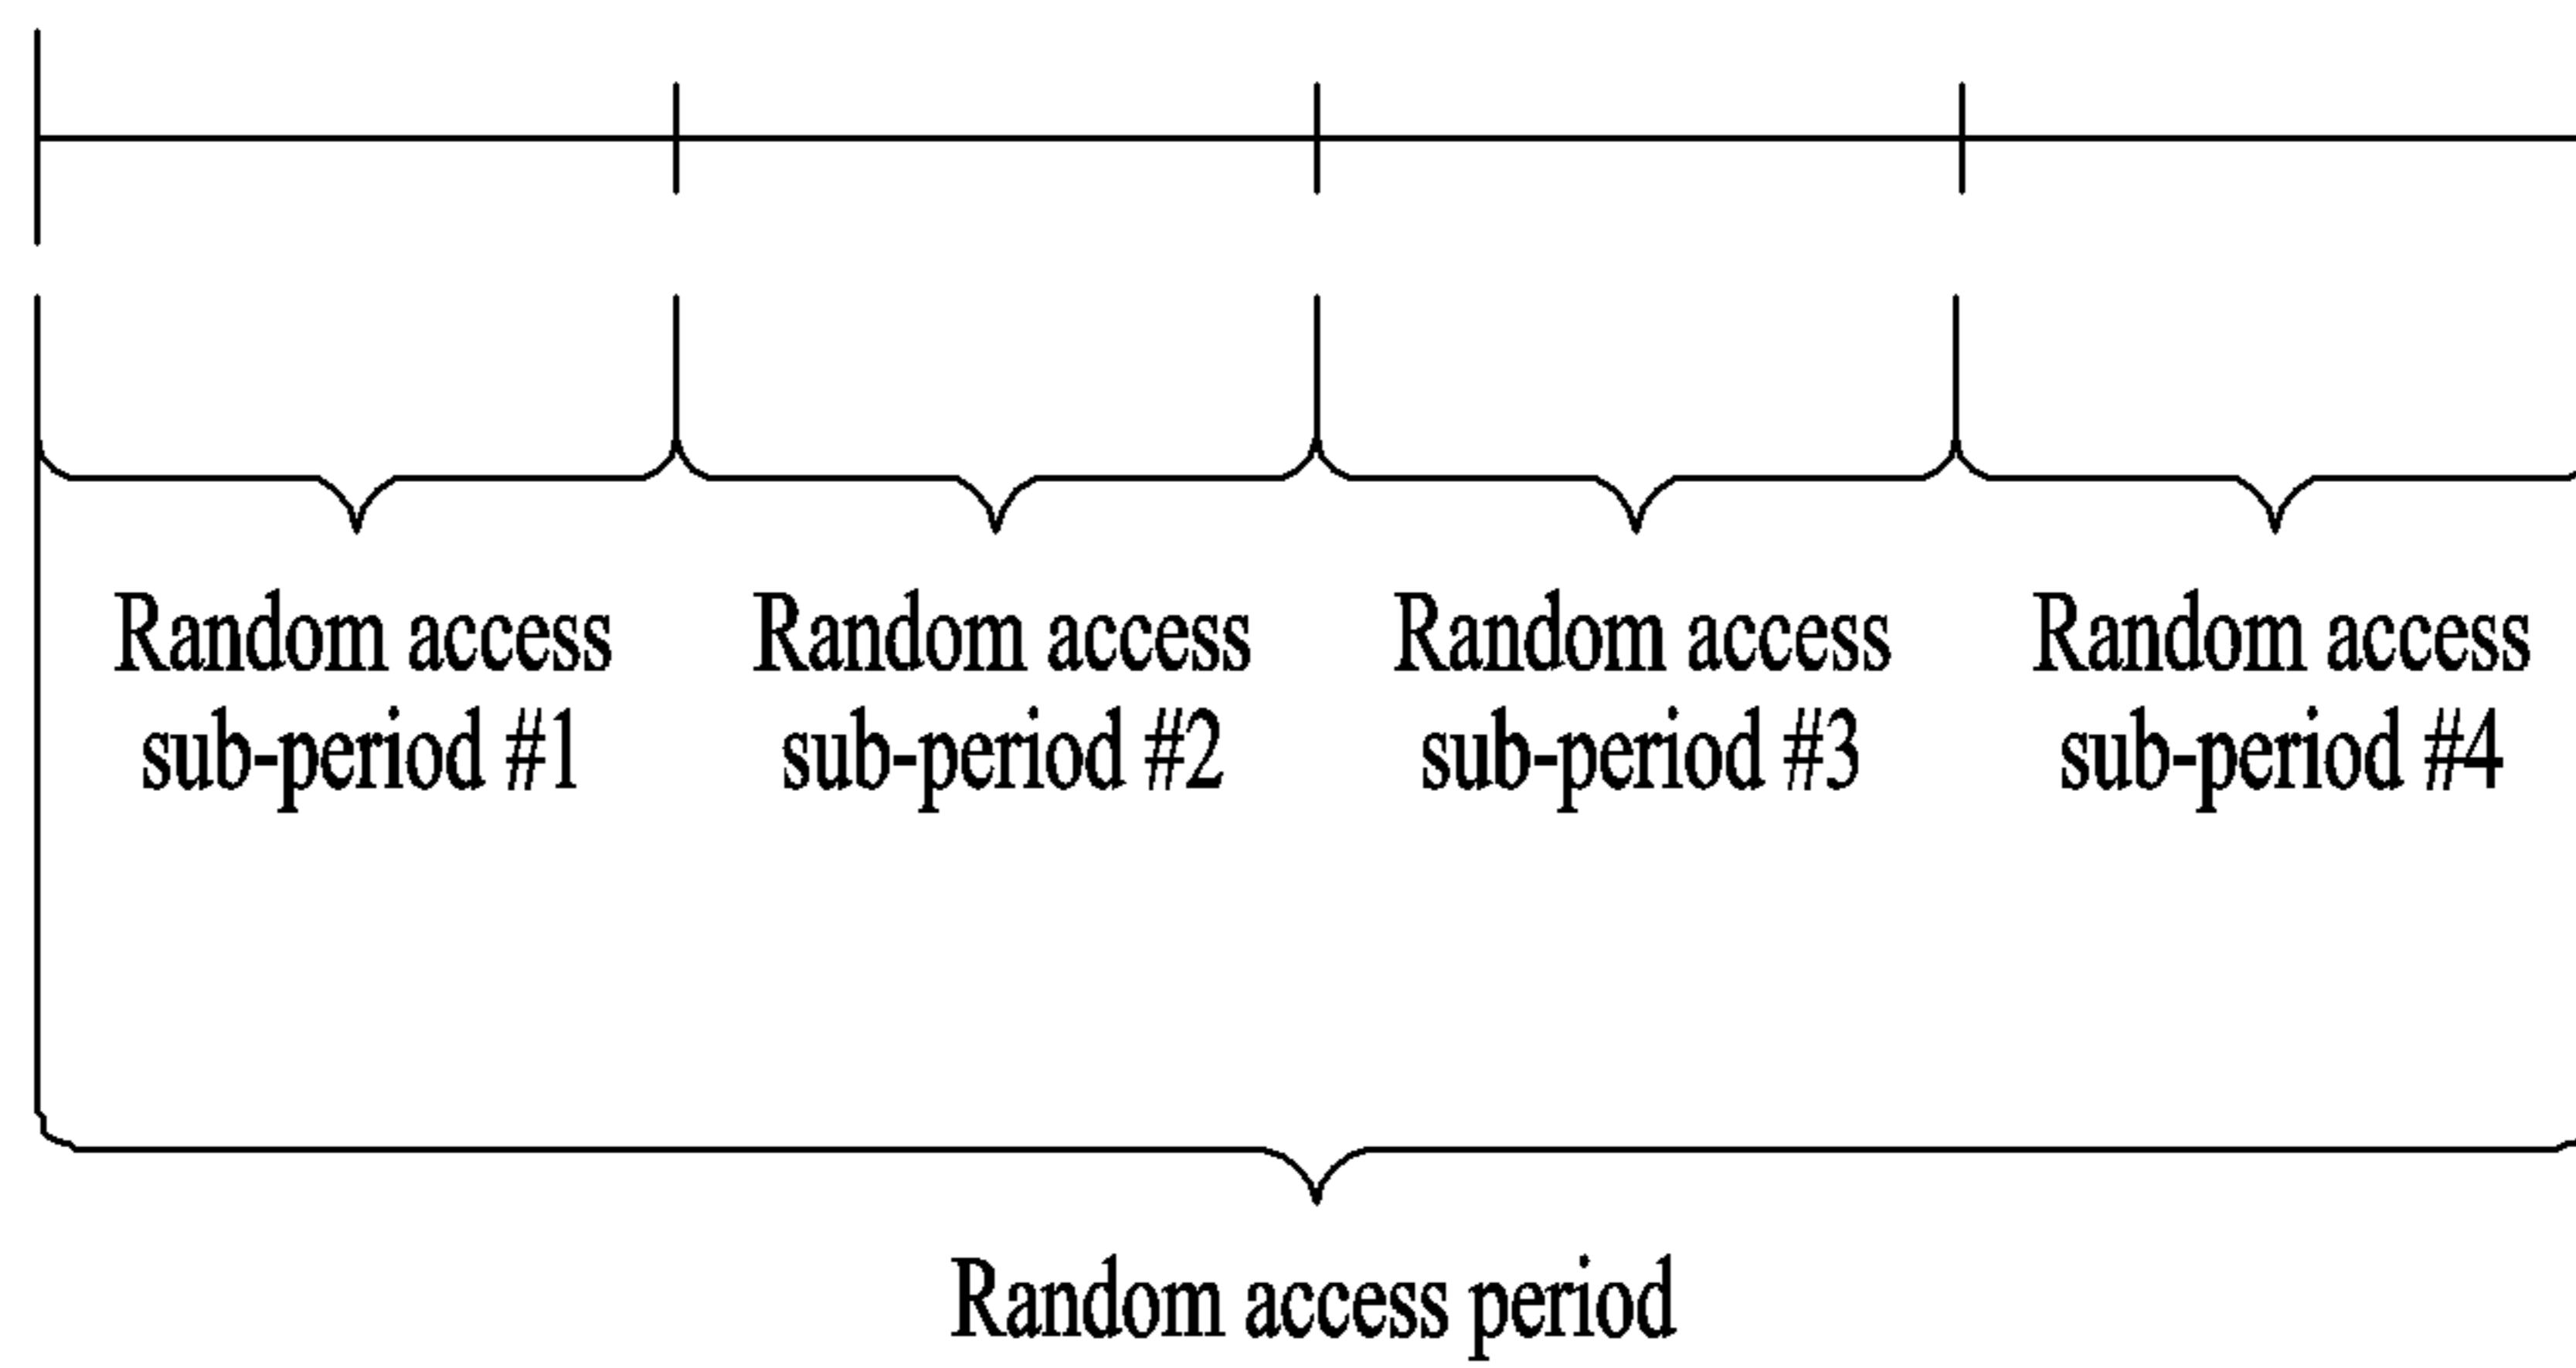 Random access
sub-period #1
Random access
sub-period #2
Random access
sub-period #3
Random access
sub-period #4
Random access period